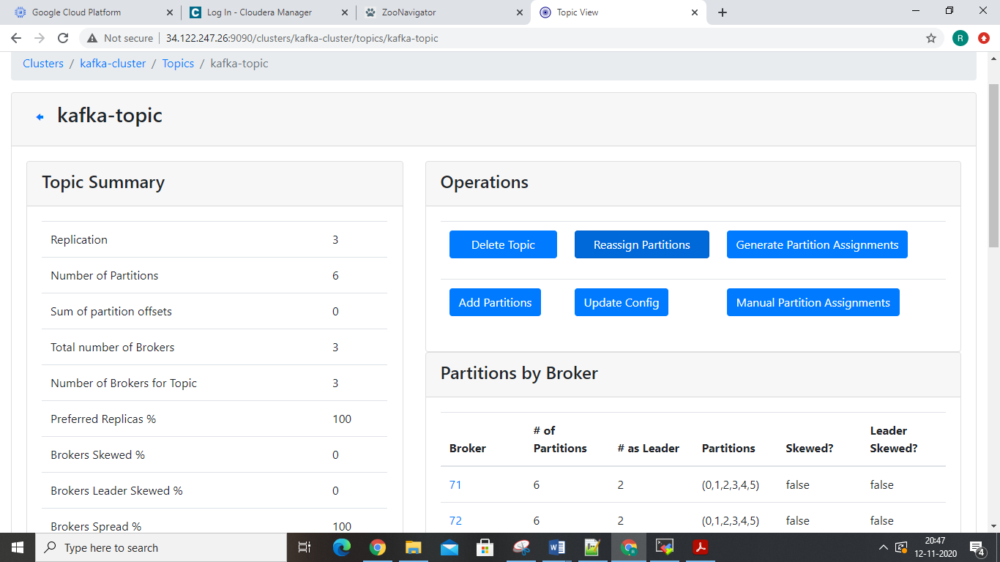 Google Cloud Platform
Log In - Cloudera Manager
ZooNavigator
Topic View
Not secure
34.122.247.26:9090/clusters/kafka-cluster/topics/kafka-topic
R
Clusters / kafka-cluster / Topics / kafka-topic
kafka-topic
Topic Summary
Replication 3
Number of Partitions 6
Sum of partition offsets 0
Total number of Brokers 3
Number of Brokers for Topic 3
Preferred Replicas % 100
Brokers Skewed % 0
Brokers Leader Skewed % 0
Brokers Spread % 100
Operations
Delete Topic Reassign Partitions Generate Partition Assignments
Add Partitions Update Config Manual Partition Assignments
Partitions by Broker
Broker # of Partitions # as Leader Partitions Skewed? Leader Skewed?
71 6 2 (0,1,2,3,4,5) false false
72 6 2 (0,1,2,3,4,5) false false
Type here to search
20:47
12-11-2020
4